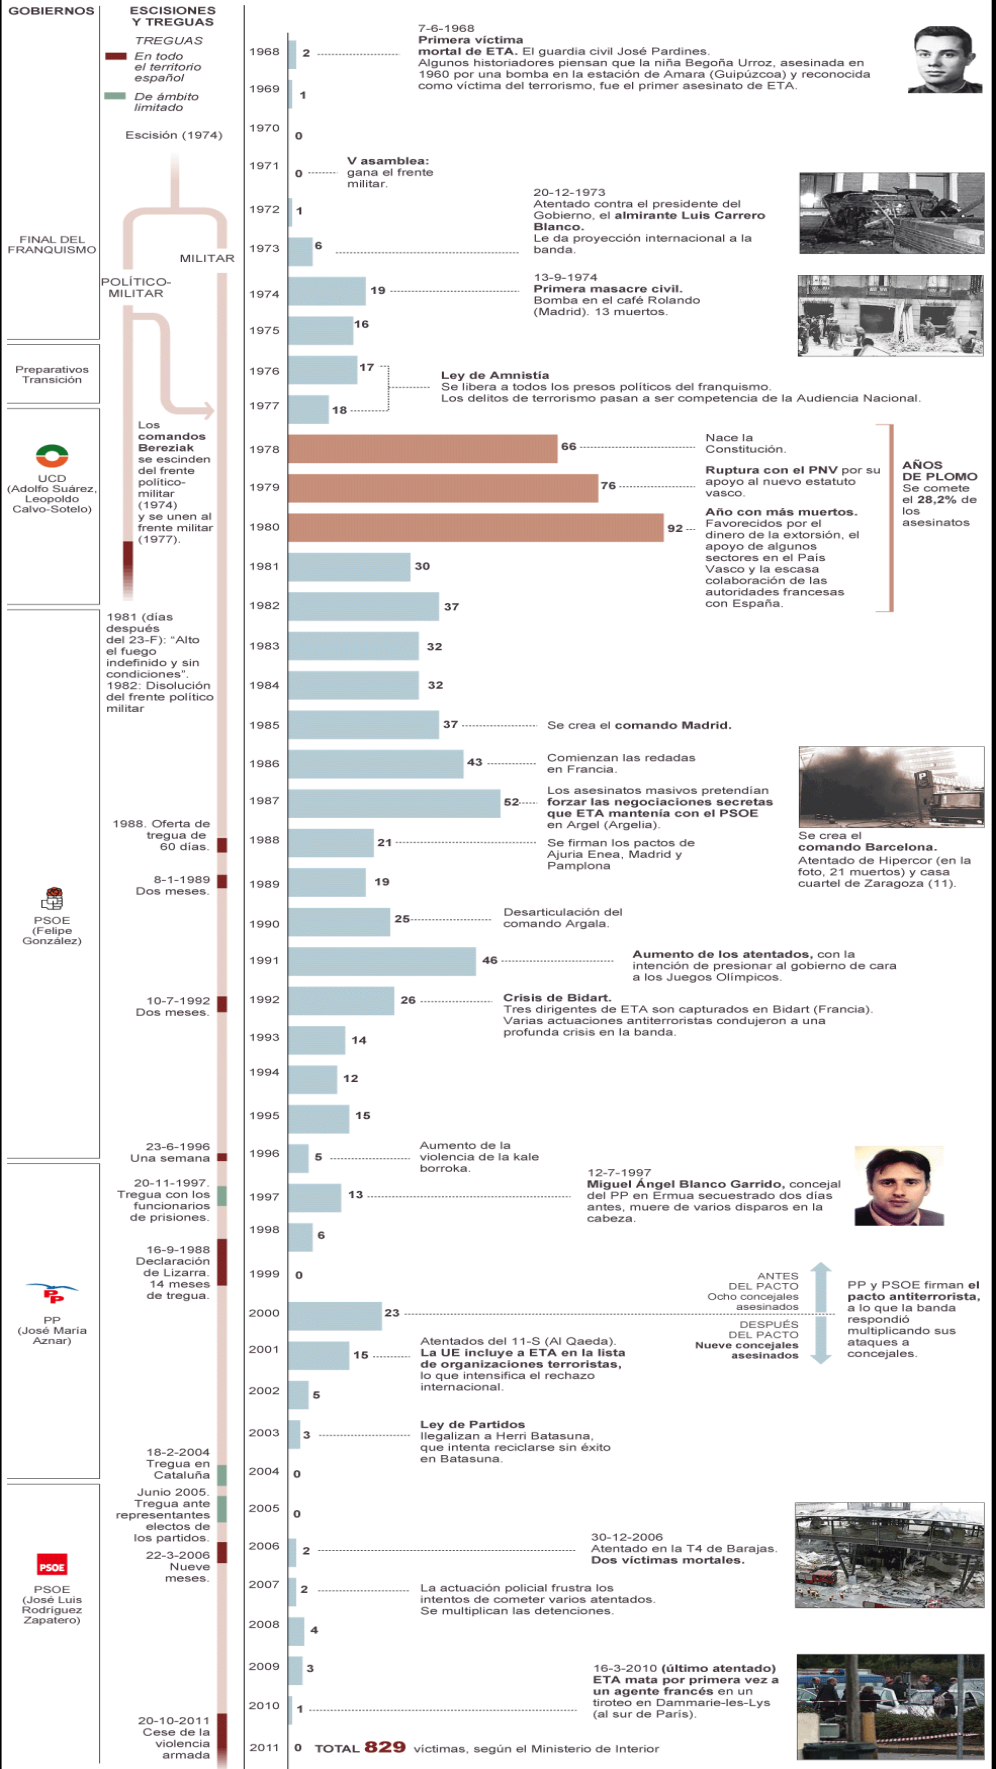 GOBIERNOS
ESCISIONES
Y TREGUAS
TREGUAS
En todo
el territorio
español
De ámbito
limitado
Escisión (1974)
POLÍTICO-
MILITAR
MILITAR
FINAL DEL
FRANQUISMO
Preparativos
Transición
UCD
(Adolfo Suárez,
Leopoldo
Calvo-Sotelo)
Los
comandos
Bereziak
se escinden
del frente
político-
militar
(1974)
y se unen al
frente militar
(1977).
1981 (días
después
del 23-F): “Alto
el fuego
indefinido y sin
condiciones”.
1982: Disolución
del frente político
militar
PSOE
(Felipe
González)
1988. Oferta de
tregua de
60 días.
8-1-1989
Dos meses.
10-7-1992
Dos meses.
23-6-1996
Una semana
20-11-1997.
Tregua con los
funcionarios
de prisiones.
16-9-1988
Declaración
de Lizarra.
14 meses
de tregua.
PP
PP
(José María
Aznar)
18-2-2004
Tregua en
Cataluña
Junio 2005.
Tregua ante
representantes
electos de
los partidos.
22-3-2006
Nueve
meses.
PSOE
PSOE
(José Luis
Rodríguez
Zapatero)
20-10-2011
Cese de la
violencia
armada
1968 2
7-6-1968
Primera víctima
mortal de ETA. El guardia civil José Pardines.
Algunos historiadores piensan que la niña Begoña Urroz, asesinada en
1960 por una bomba en la estación de Amara (Guipúzcoa) y reconocida
como víctima del terrorismo, fue el primer asesinato de ETA.
1969 1
1970 0
1971 0
V asamblea:
gana el frente
militar.
1972 1
1973 6
20-12-1973
Atentado contra el presidente del
Gobierno, el almirante Luis Carrero
Blanco.
Le da proyección internacional a la
banda.
1974 19
13-9-1974
Primera masacre civil.
Bomba en el café Rolando
(Madrid). 13 muertos.
1975 16
1976 17
1977 18
Ley de Amnistía
Se libera a todos los presos políticos del franquismo.
Los delitos de terrorismo pasan a ser competencia de la Audiencia Nacional.
1978 66
Nace la
Constitución.
1979 76
Ruptura con el PNV por su
apoyo al nuevo estatuto
vasco.
1980 92
Año con más muertos.
Favorecidos por el
dinero de la extorsión, el
apoyo de algunos
sectores en el País
Vasco y la escasa
colaboración de las
autoridades francesas
con España.
AÑOS
DE PLOMO
Se comete
el 28,2% de
los
asesinatos
1981 30
1982 37
1983 32
1984 32
1985 37
Se crea el comando Madrid.
1986 43
Comienzan las redadas
en Francia.
1987 52
Los asesinatos masivos pretendían
forzar las negociaciones secretas
que ETA mantenía con el PSOE
en Argel (Argelia).
Se crea el
comando Barcelona.
Atentado de Hipercor (en la
foto, 21 muertos) y casa
cuartel de Zaragoza (11).
1988 21
Se firman los pactos de
Ajuria Enea, Madrid y
Pamplona
1989 19
1990 25
Desarticulación del
comando Argala.
1991 46
Aumento de los atentados, con la
intención de presionar al gobierno de cara
a los Juegos Olímpicos.
1992 26
Crisis de Bidart.
Tres dirigentes de ETA son capturados en Bidart (Francia).
Varias actuaciones antiterroristas condujeron a una
profunda crisis en la banda.
1993 14
1994 12
1995 15
1996 5
Aumento de la
violencia de la kale
borroka.
1997 13
12-7-1997
Miguel Ángel Blanco Garrido, concejal
del PP en Ermua secuestrado dos días
antes, muere de varios disparos en la
cabeza.
1998 6
1999 0
2000 23
ANTES
DEL PACTO
Ocho concejales
asesinados
DESPUÉS
DEL PACTO
Nueve concejales
asesinados
PP y PSOE firman el
pacto antiterrorista,
a lo que la banda
respondió
multiplicando sus
ataques a
concejales.
2001 15
Atentados del 11-S (Al Qaeda).
La UE incluye a ETA en la lista
de organizaciones terroristas,
lo que intensifica el rechazo
internacional.
2002 5
2003 3
Ley de Partidos
Ilegalizan a Herri Batasuna,
que intenta reciclarse sin éxito
en Batasuna.
2004 0
2005 0
2006 2
30-12-2006
Atentado en la T4 de Barajas.
Dos víctimas mortales.
2007 2
La actuación policial frustra los
intentos de cometer varios atentados.
Se multiplican las detenciones.
2008 4
2009 3
2010 1
16-3-2010 (último atentado)
ETA mata por primera vez a
un agente francés en un
tiroteo en Dammarie-les-Lys
(al sur de París).
2011 0 TOTAL 829 víctimas, según el Ministerio de Interior